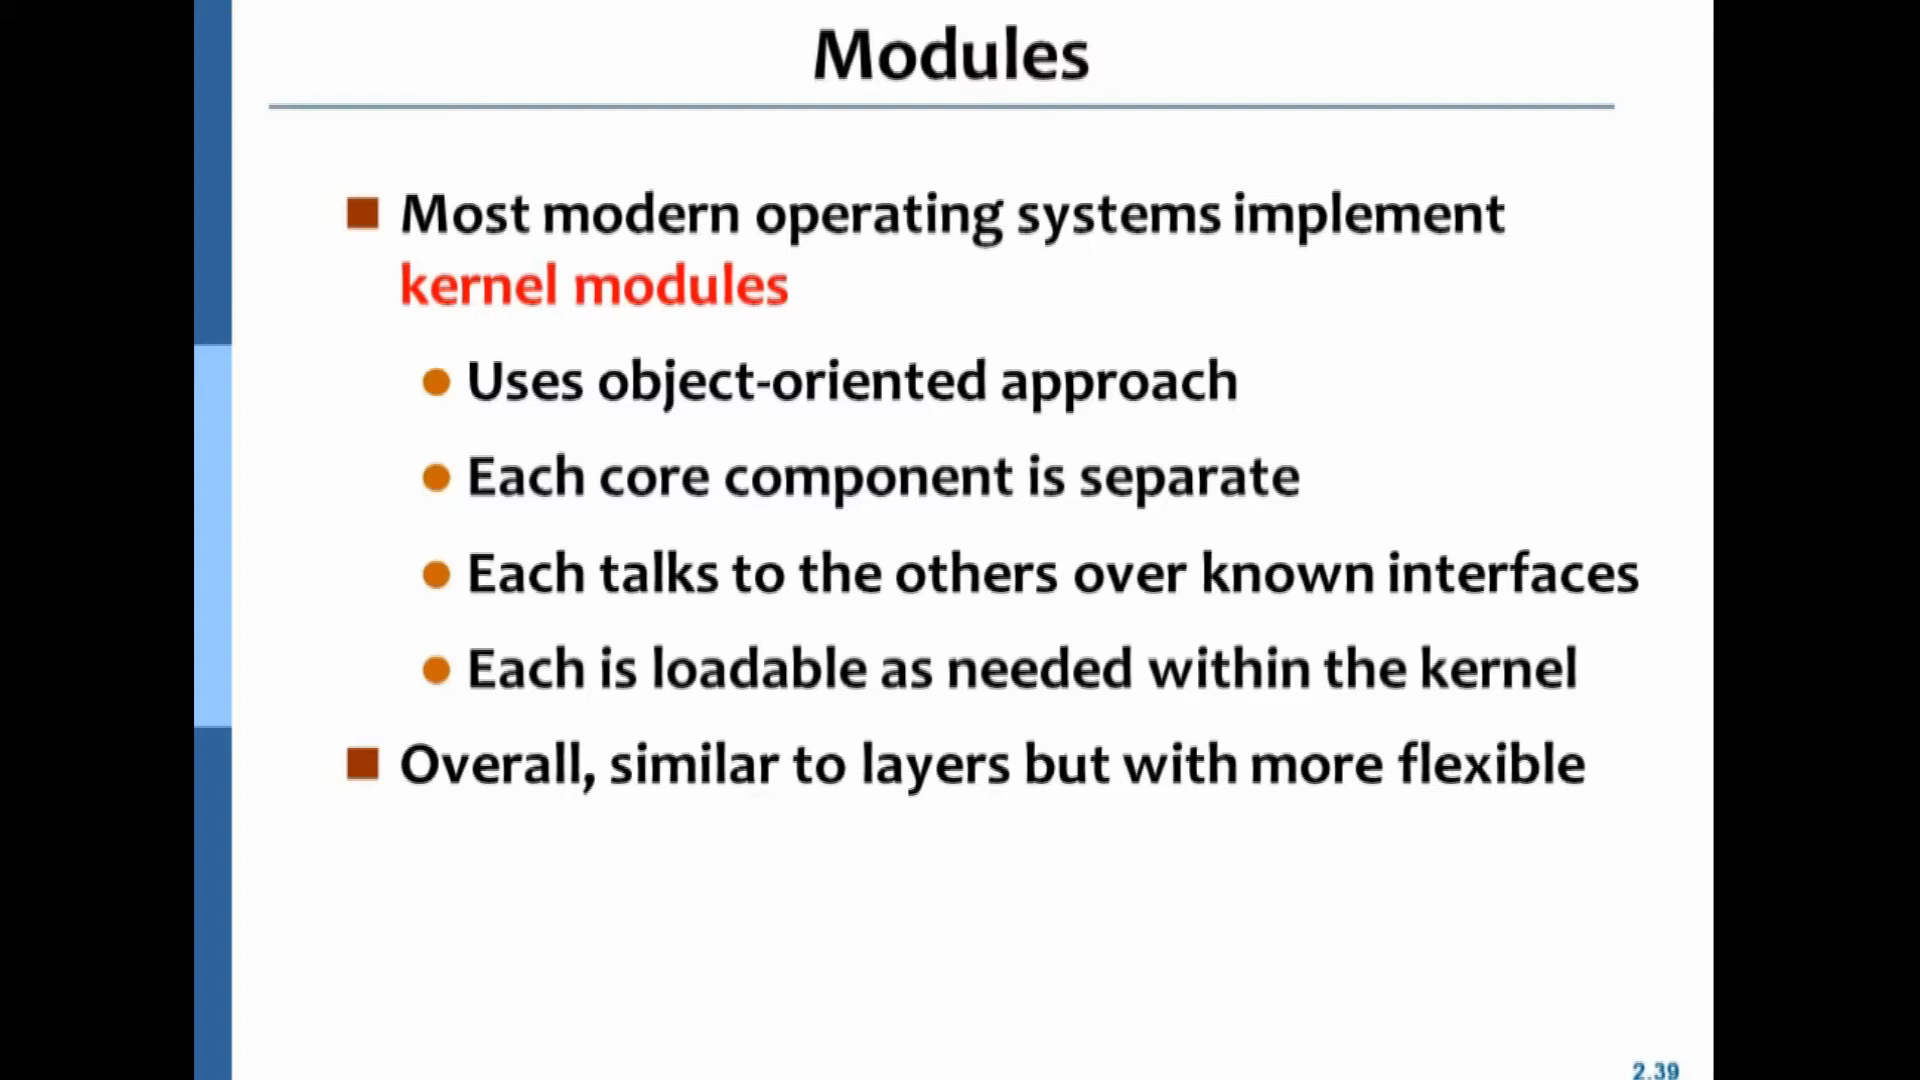 Modules
Most modern operating systems implement
kernel modules
Uses object-oriented approach
Each core component is separate
Each talks to the others over known interfaces
Each is loadable as needed within the kernel
Overall, similar to layers but with more flexible
2.39